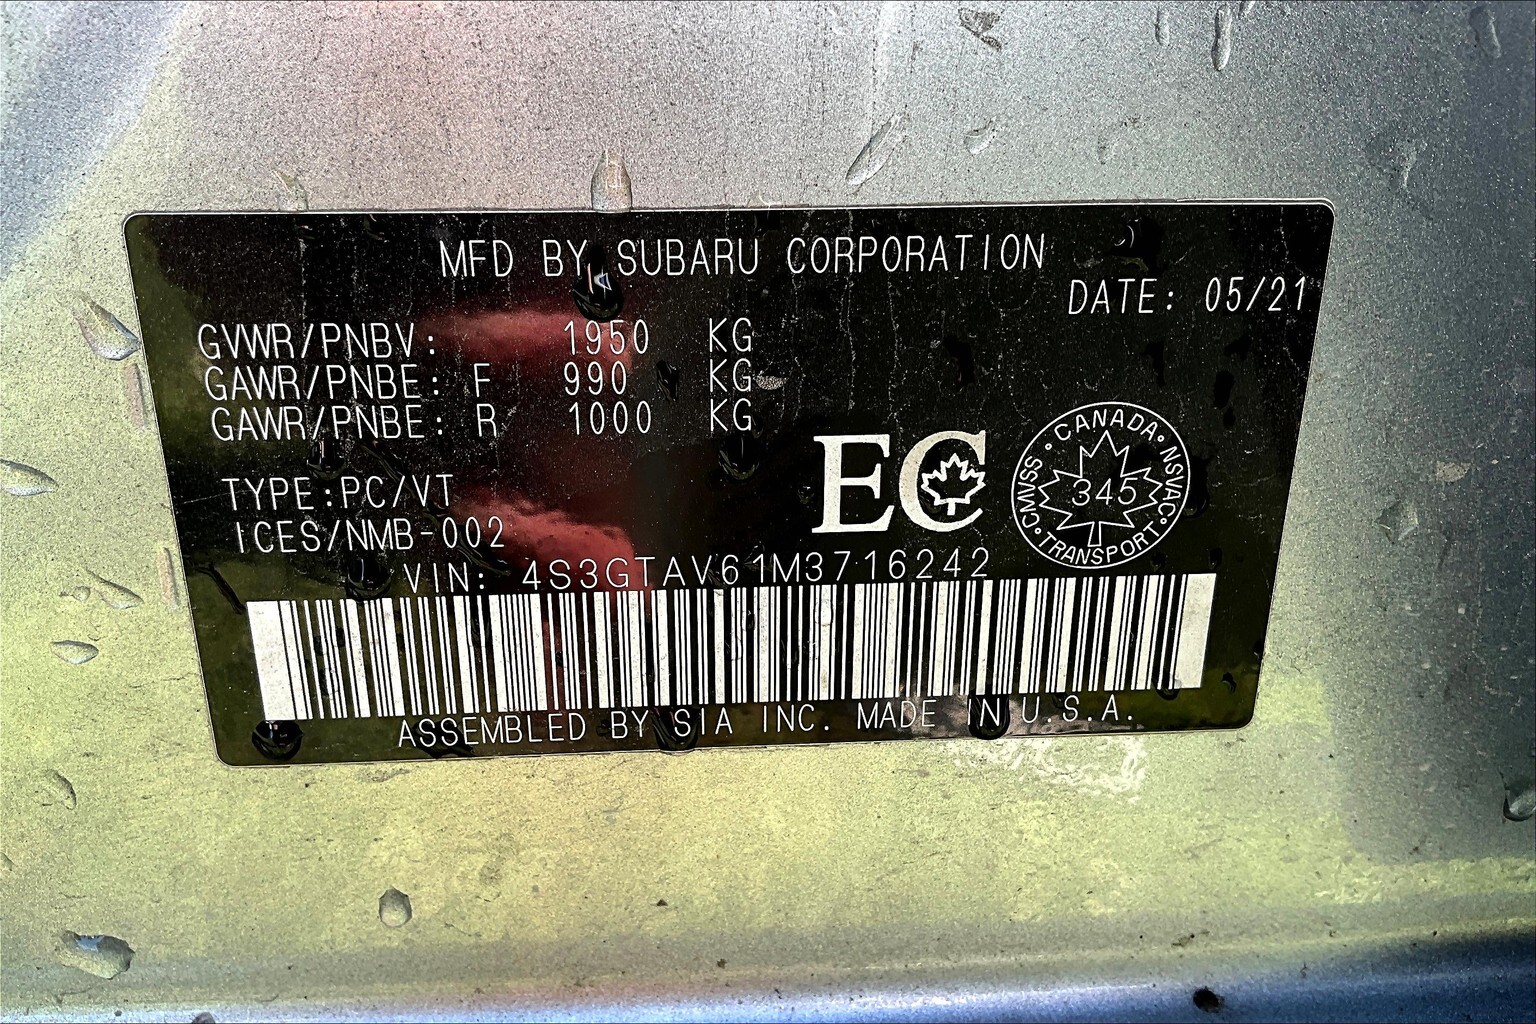 MFD BY SUBARU CORPORATION
DATE: 05/21
GVWR/PNBV: 1950 KG
GAWR/PNBE: F 990 KG
GAWR/PNBE: R 1000 KG
TYPE:PC/VT
ICES/NMB-002
EC
CANADA • NSVAC • TRANSPORT • CMVSS •
345
VIN: 4S3GTAV61M3716242
ASSEMBLED BY SIA INC. MADE IN U.S.A.